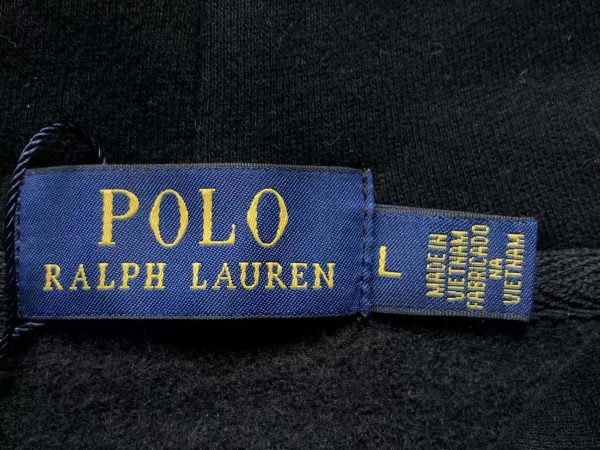 POLO
RALPH LAUREN
L
MADE IN
VIETNAM
FABRICADO
NA
VIETNAM